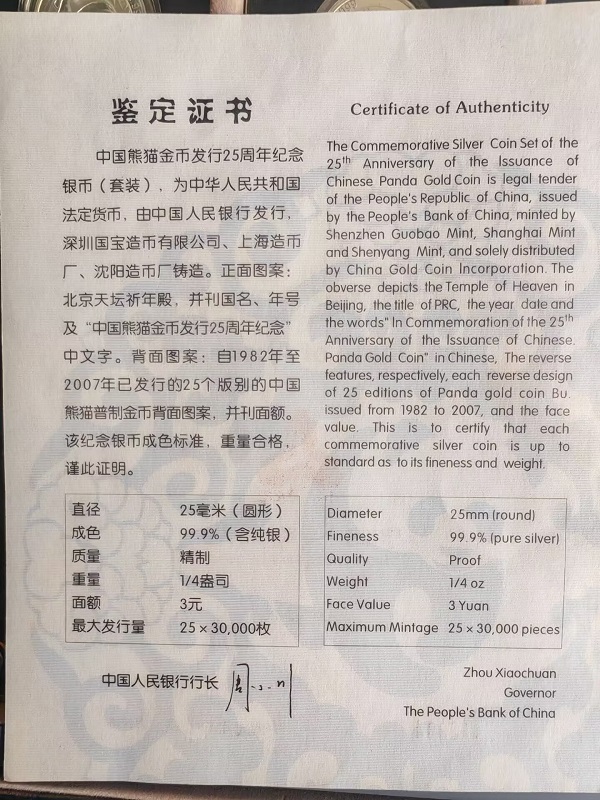 鉴定证书
中国熊猫金币发行25周年纪念
银币（套装），为中华人民共和国
法定货币，由中国人民银行发行，
深圳国宝造币有限公司、上海造币
厂、沈阳造币厂铸造。正面图案：
北京天坛祈年殿，并刊国名、年号
及“中国熊猫金币发行25周年纪念”
中文字。背面图案：自1982年至
2007年已发行的25个版别的中国
熊猫普制金币背面图案，并刊面额。
该纪念银币成色标准，重量合格，
谨此证明。
直径 25毫米（圆形）
成色 99.9%（含纯银）
质量 精制
重量 1/4盎司
面额 3元
最大发行量 25×30,000枚
中国人民银行行长
Certificate of Authenticity
The Commemorative Silver Coin Set of the
25th Anniversary of the Issuance of
Chinese Panda Gold Coin is legal tender
of the People's Republic of China, issued
by the People's Bank of China, minted by
Shenzhen Guobao Mint, Shanghai Mint
and Shenyang Mint, and solely distributed
by China Gold Coin Incorporation. The
obverse depicts the Temple of Heaven in
Beijing, the title of PRC, the year date and
the words" In Commemoration of the 25th
Anniversary of the Issuance of Chinese.
Panda Gold Coin" in Chinese, The reverse
features, respectively, each reverse design
of 25 editions of Panda gold coin Bu.
issued from 1982 to 2007, and the face
value. This is to certify that each
commemorative silver coin is up to
standard as to its fineness and weight.
Diameter 25mm (round)
Fineness 99.9% (pure silver)
Quality Proof
Weight 1/4 oz
Face Value 3 Yuan
Maximum Mintage 25×30,000 pieces
Zhou Xiaochuan
Governor
The People's Bank of China